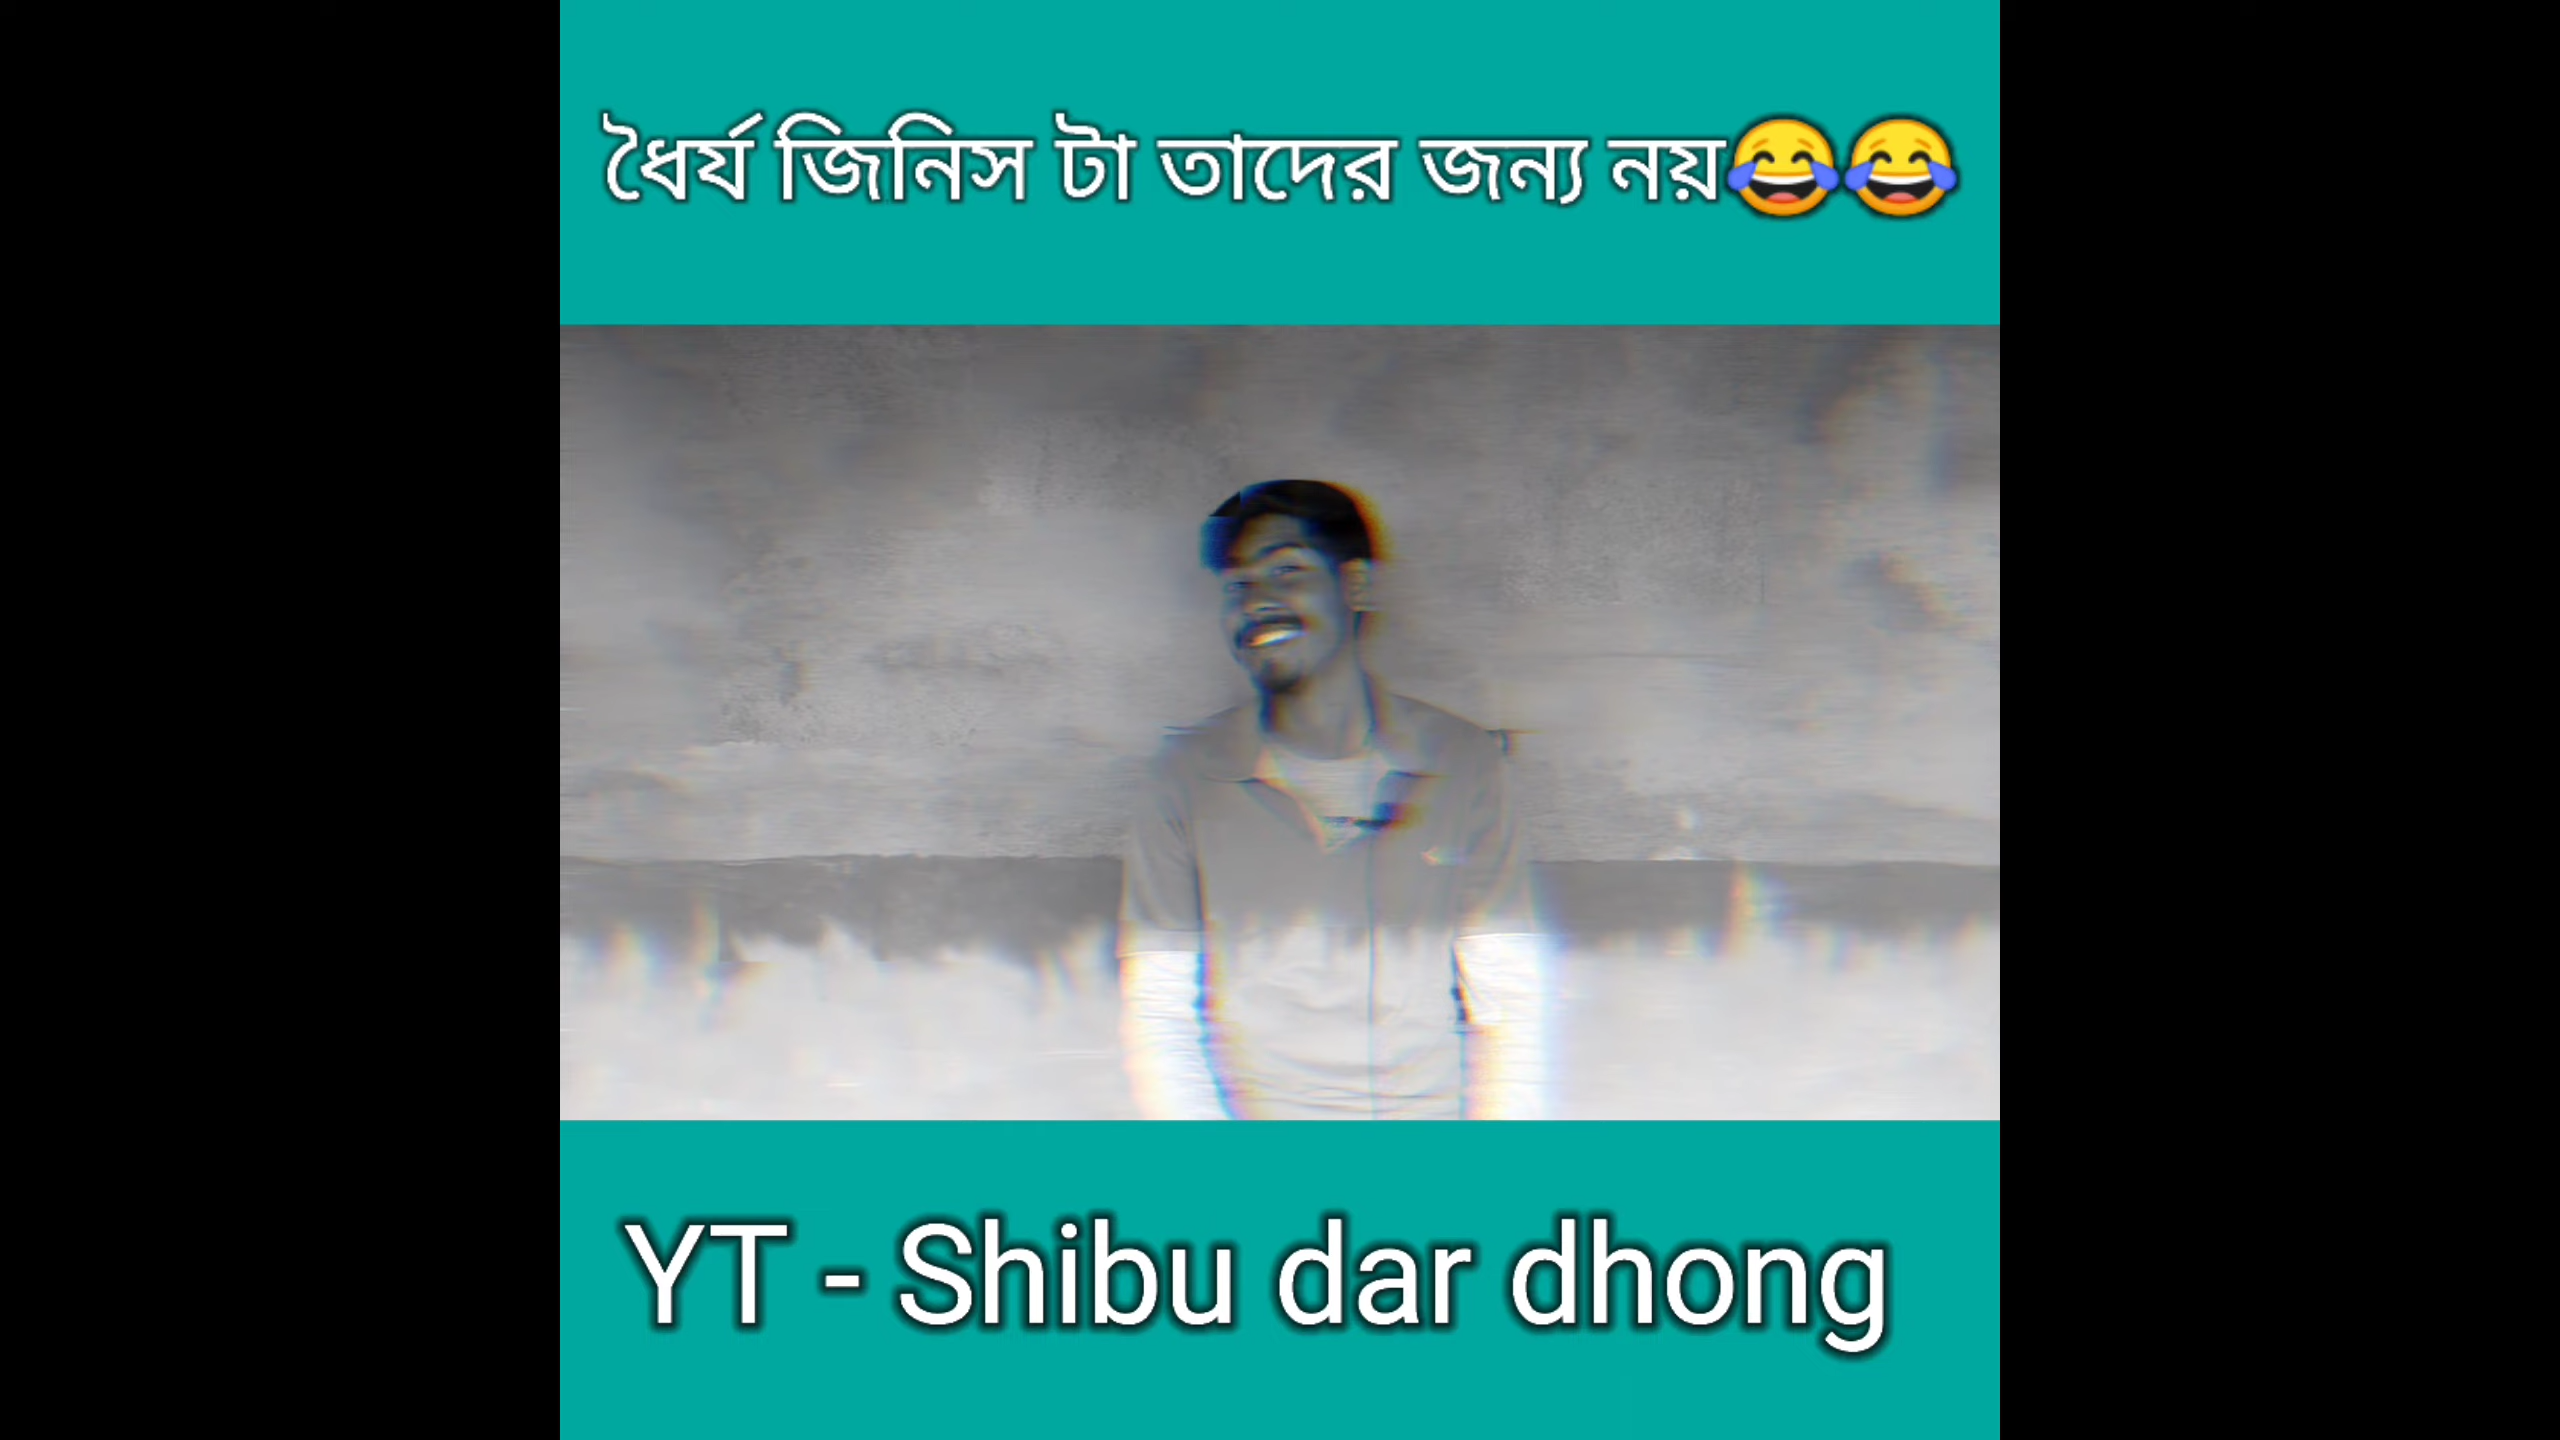 ধৈর্য জিনিস টা তাদের জন্য নয়😂😂
YT - Shibu dar dhong